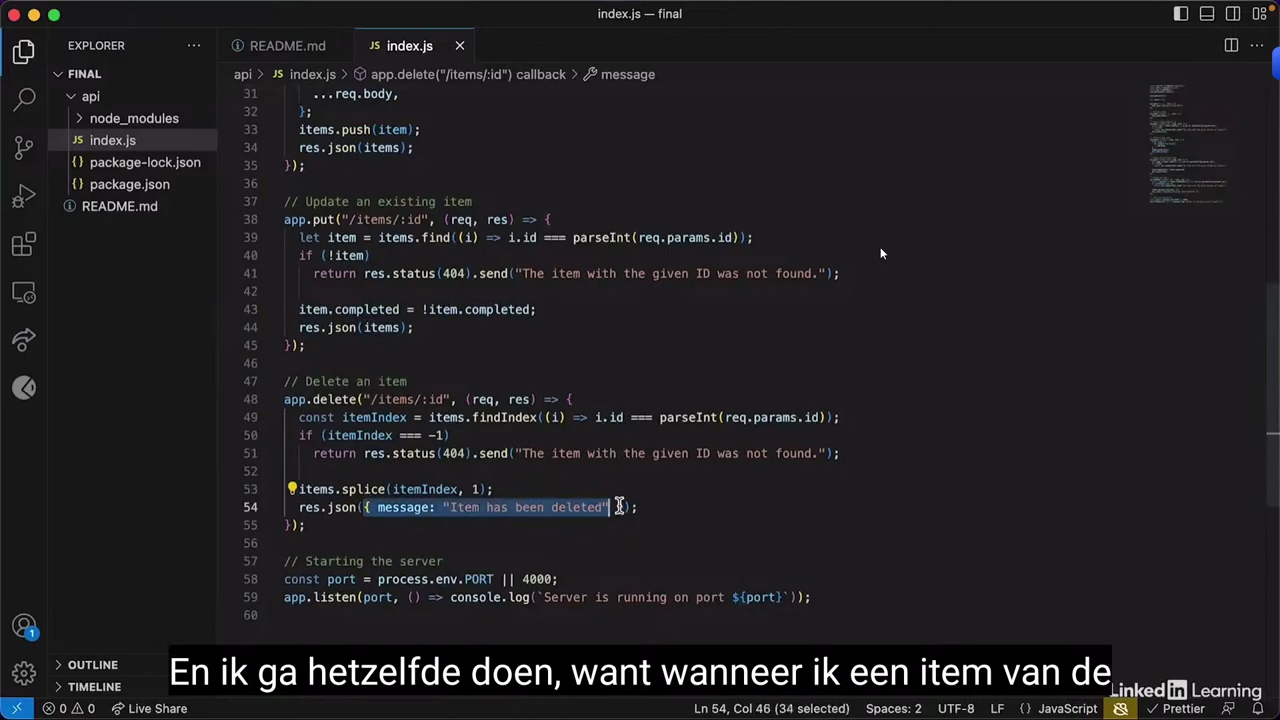 index.js — final
EXPLORER
README.md
JS index.js
FINAL
api
node_modules
JS index.js
{} package-lock.json
{} package.json
README.md
api > JS index.js > app.delete("/items/:id") callback > message
31 ...req.body,
32 };
33 items.push(item);
34 res.json(items);
35 });
36
37 // Update an existing item
38 app.put("/items/:id", (req, res) => {
39 let item = items.find((i) => i.id === parseInt(req.params.id));
40 if (!item)
41 return res.status(404).send("The item with the given ID was not found.");
42
43 item.completed = !item.completed;
44 res.json(items);
45 });
46
47 // Delete an item
48 app.delete("/items/:id", (req, res) => {
49 const itemIndex = items.findIndex((i) => i.id === parseInt(req.params.id));
50 if (itemIndex === -1)
51 return res.status(404).send("The item with the given ID was not found.");
52
53 items.splice(itemIndex, 1);
54 res.json({ message: "Item has been deleted" });
55 });
56
57 // Starting the server
58 const port = process.env.PORT || 4000;
59 app.listen(port, () => console.log(`Server is running on port ${port}`));
60
1
OUTLINE
TIMELINE
En ik ga hetzelfde doen, want wanneer ik een item van de
LinkedIn Learning
0 0 Live Share
Ln 54, Col 46 (34 selected) Spaces: 2 UTF-8 LF {} JavaScript Prettier